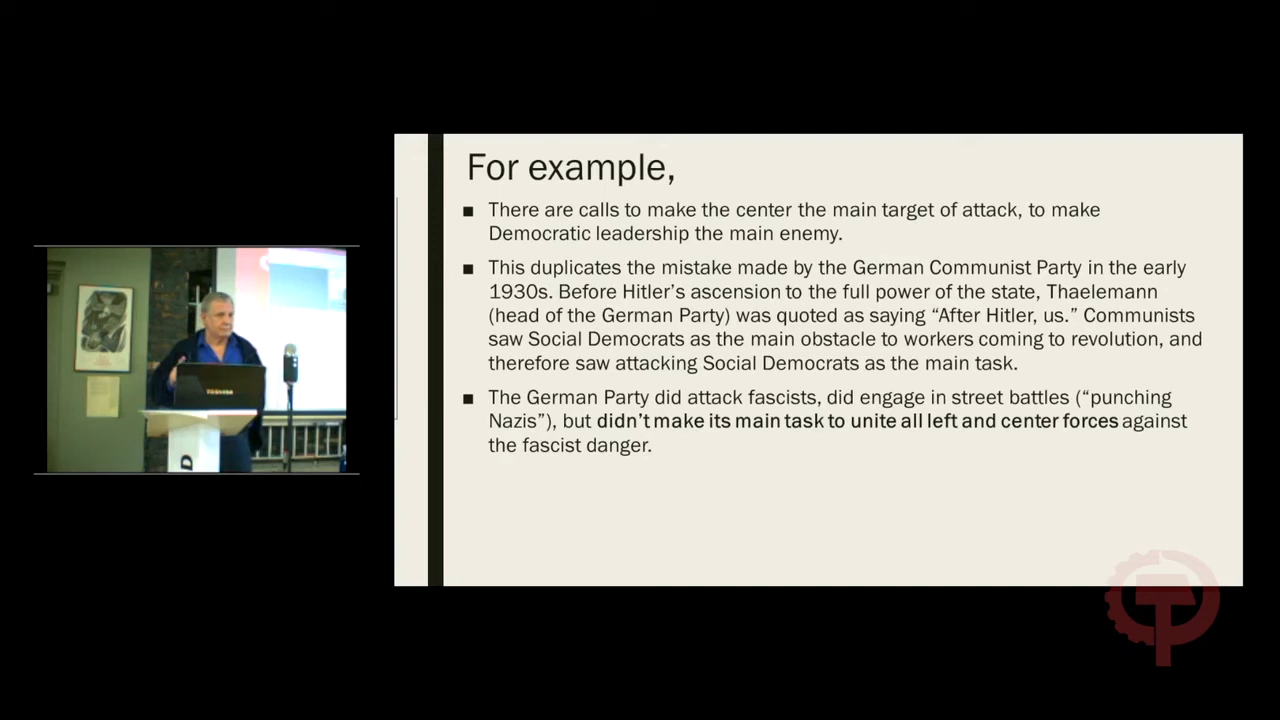 For example,
■ There are calls to make the center the main target of attack, to make
Democratic leadership the main enemy.
■ This duplicates the mistake made by the German Communist Party in the early
1930s. Before Hitler’s ascension to the full power of the state, Thaelemann
(head of the German Party) was quoted as saying “After Hitler, us.” Communists
saw Social Democrats as the main obstacle to workers coming to revolution, and
therefore saw attacking Social Democrats as the main task.
■ The German Party did attack fascists, did engage in street battles (“punching
Nazis”), but didn’t make its main task to unite all left and center forces against
the fascist danger.
TOSHIBA
D